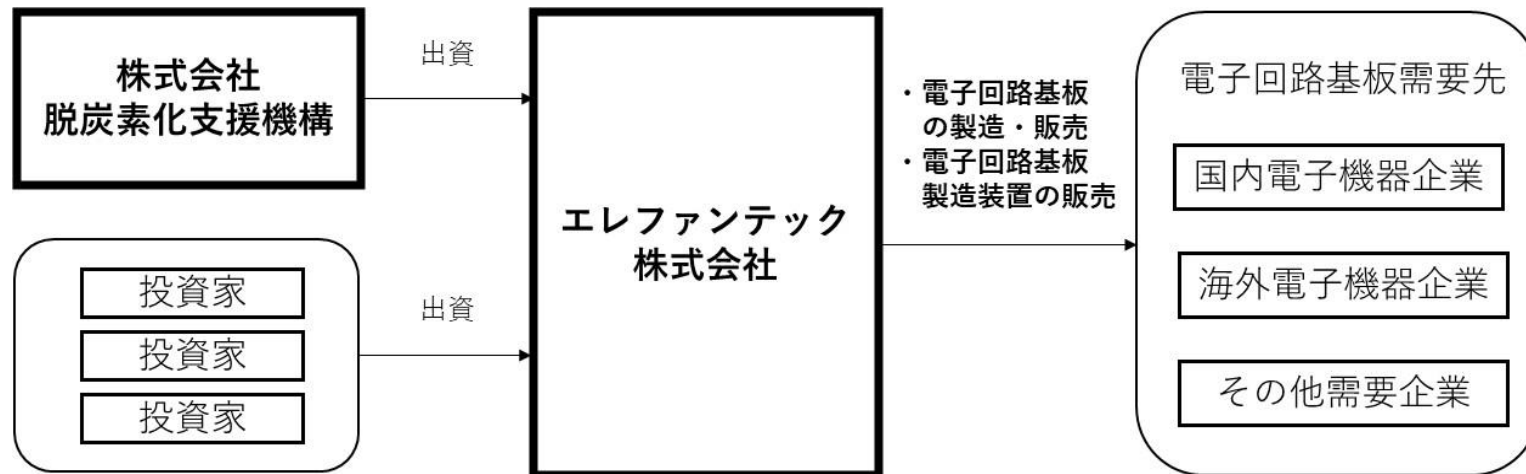 株式会社
脱炭素化支援機構
出資
投資家
投資家
投資家
出資
エレファンテック
株式会社
・電子回路基板
の製造・販売
・電子回路基板
製造装置の販売
電子回路基板需要先
国内電子機器企業
海外電子機器企業
その他需要企業